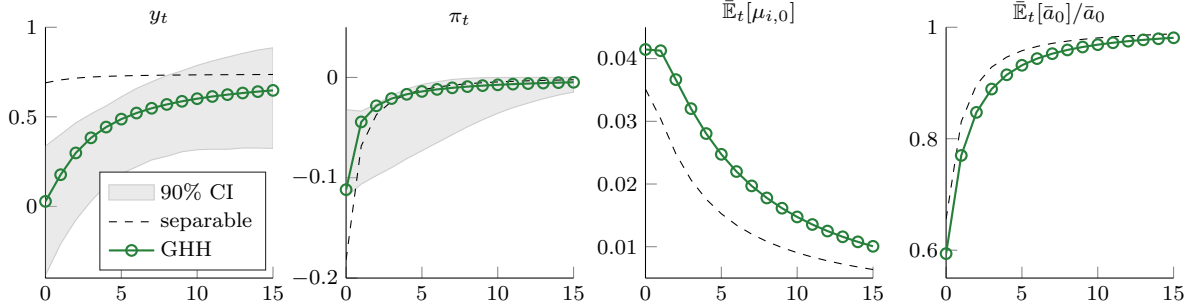 y_t
1
0.5
0
0 5 10 15
90% CI
separable
GHH
π_t
0
−0.1
−0.2
0 5 10 15
Ē_t[μ_{i,0}]
0.04
0.03
0.02
0.01
0 5 10 15
Ē_t[ā_0]/ā_0
1
0.8
0.6
0 5 10 15